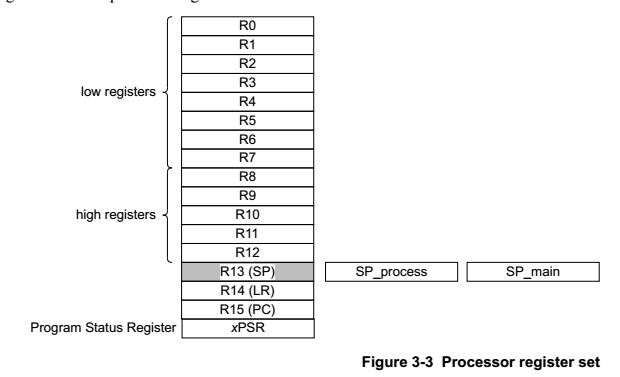 R0
R1
R2
R3
low registers
R4
R5
R6
R7
R8
R9
high registers
R10
R11
R12
R13 (SP) SP_process SP_main
R14 (LR)
R15 (PC)
Program Status Register xPSR
Figure 3-3 Processor register set